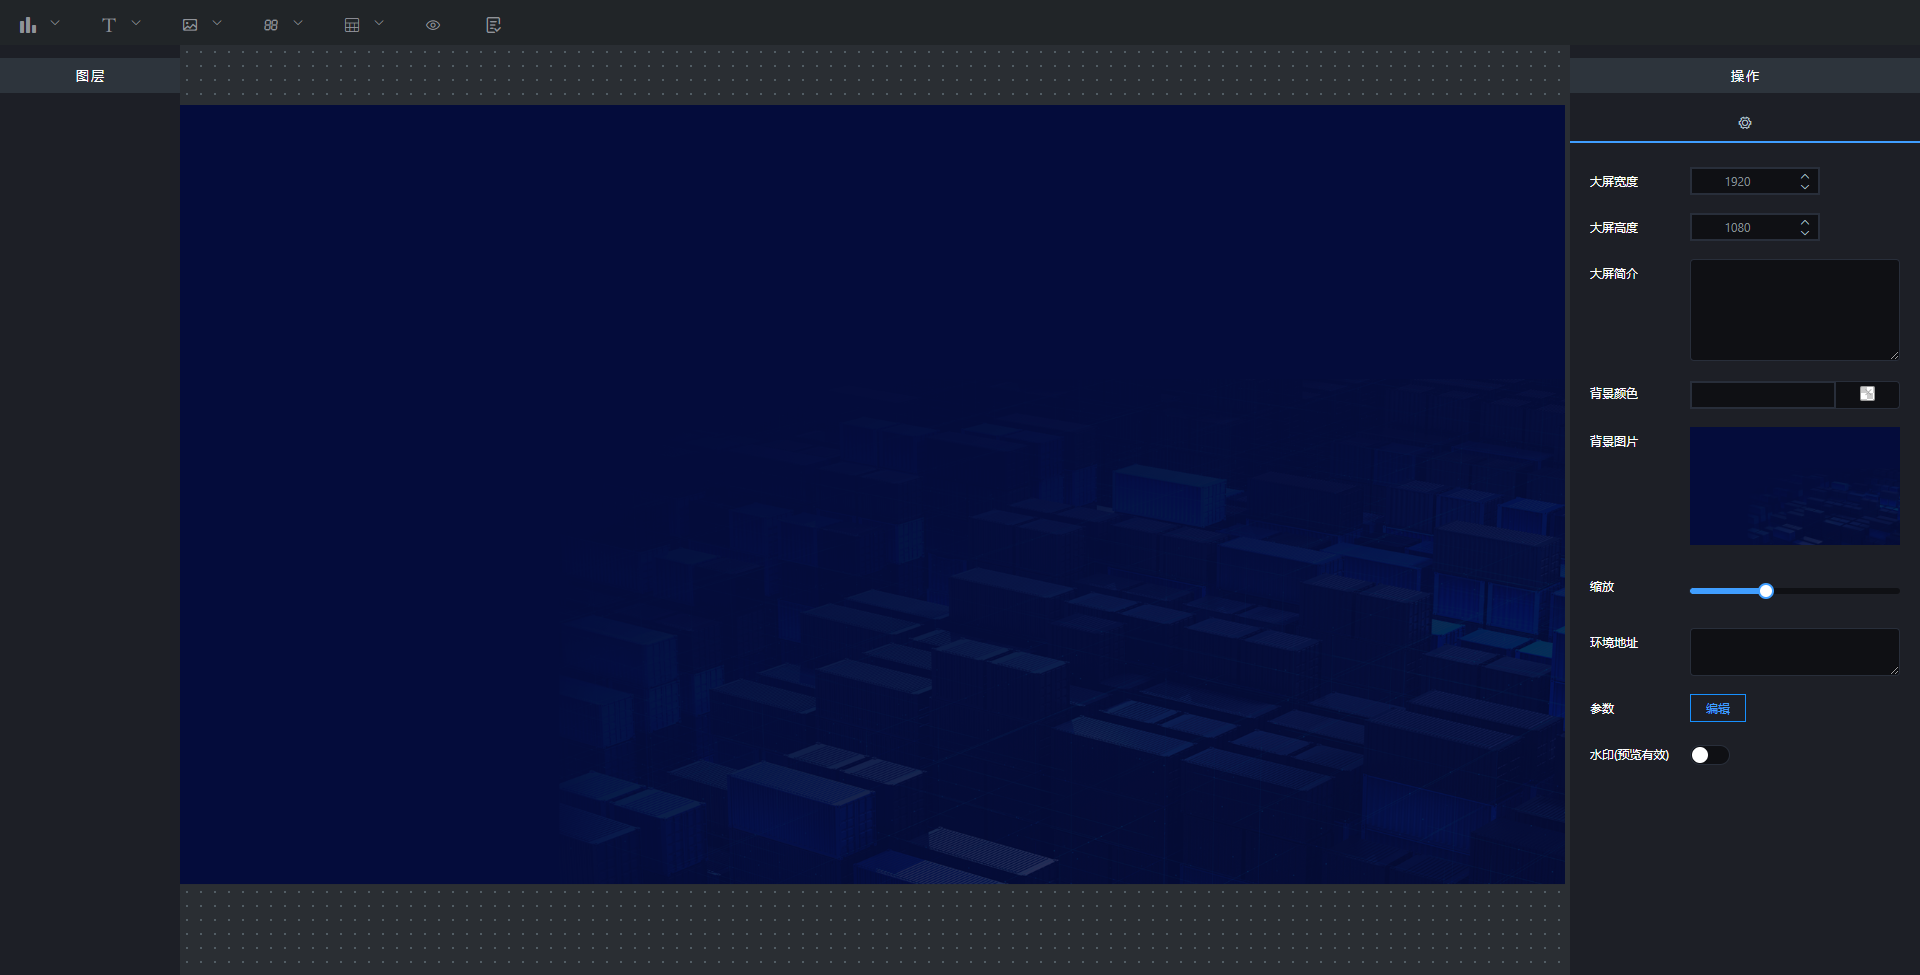 T
88
图层
操作
大屏宽度
1920
大屏高度
1080
大屏简介
背景颜色
背景图片
缩放
环境地址
参数
编辑
水印(预览有效)